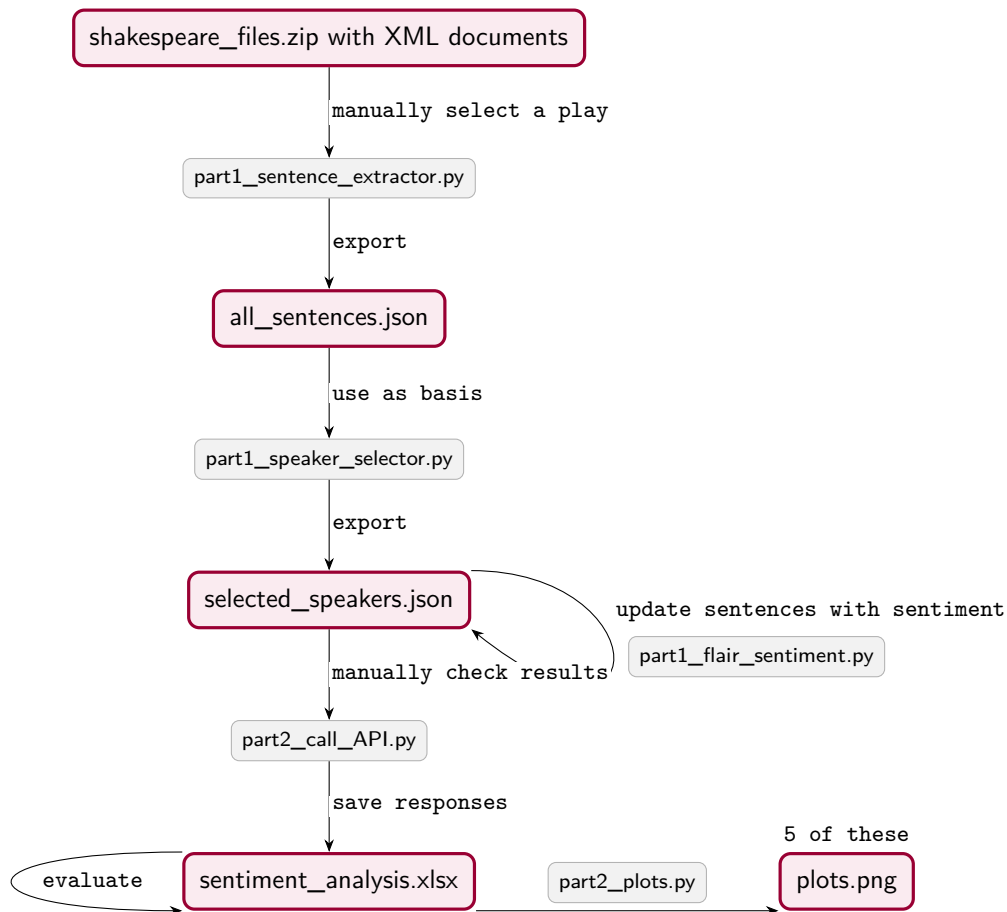 shakespeare_files.zip with XML documents
manually select a play
part1_sentence_extractor.py
export
all_sentences.json
use as basis
part1_speaker_selector.py
export
selected_speakers.json
update sentences with sentiment
part1_flair_sentiment.py
manually check results
part2_call_API.py
save responses
5 of these
evaluate
sentiment_analysis.xlsx
part2_plots.py
plots.png